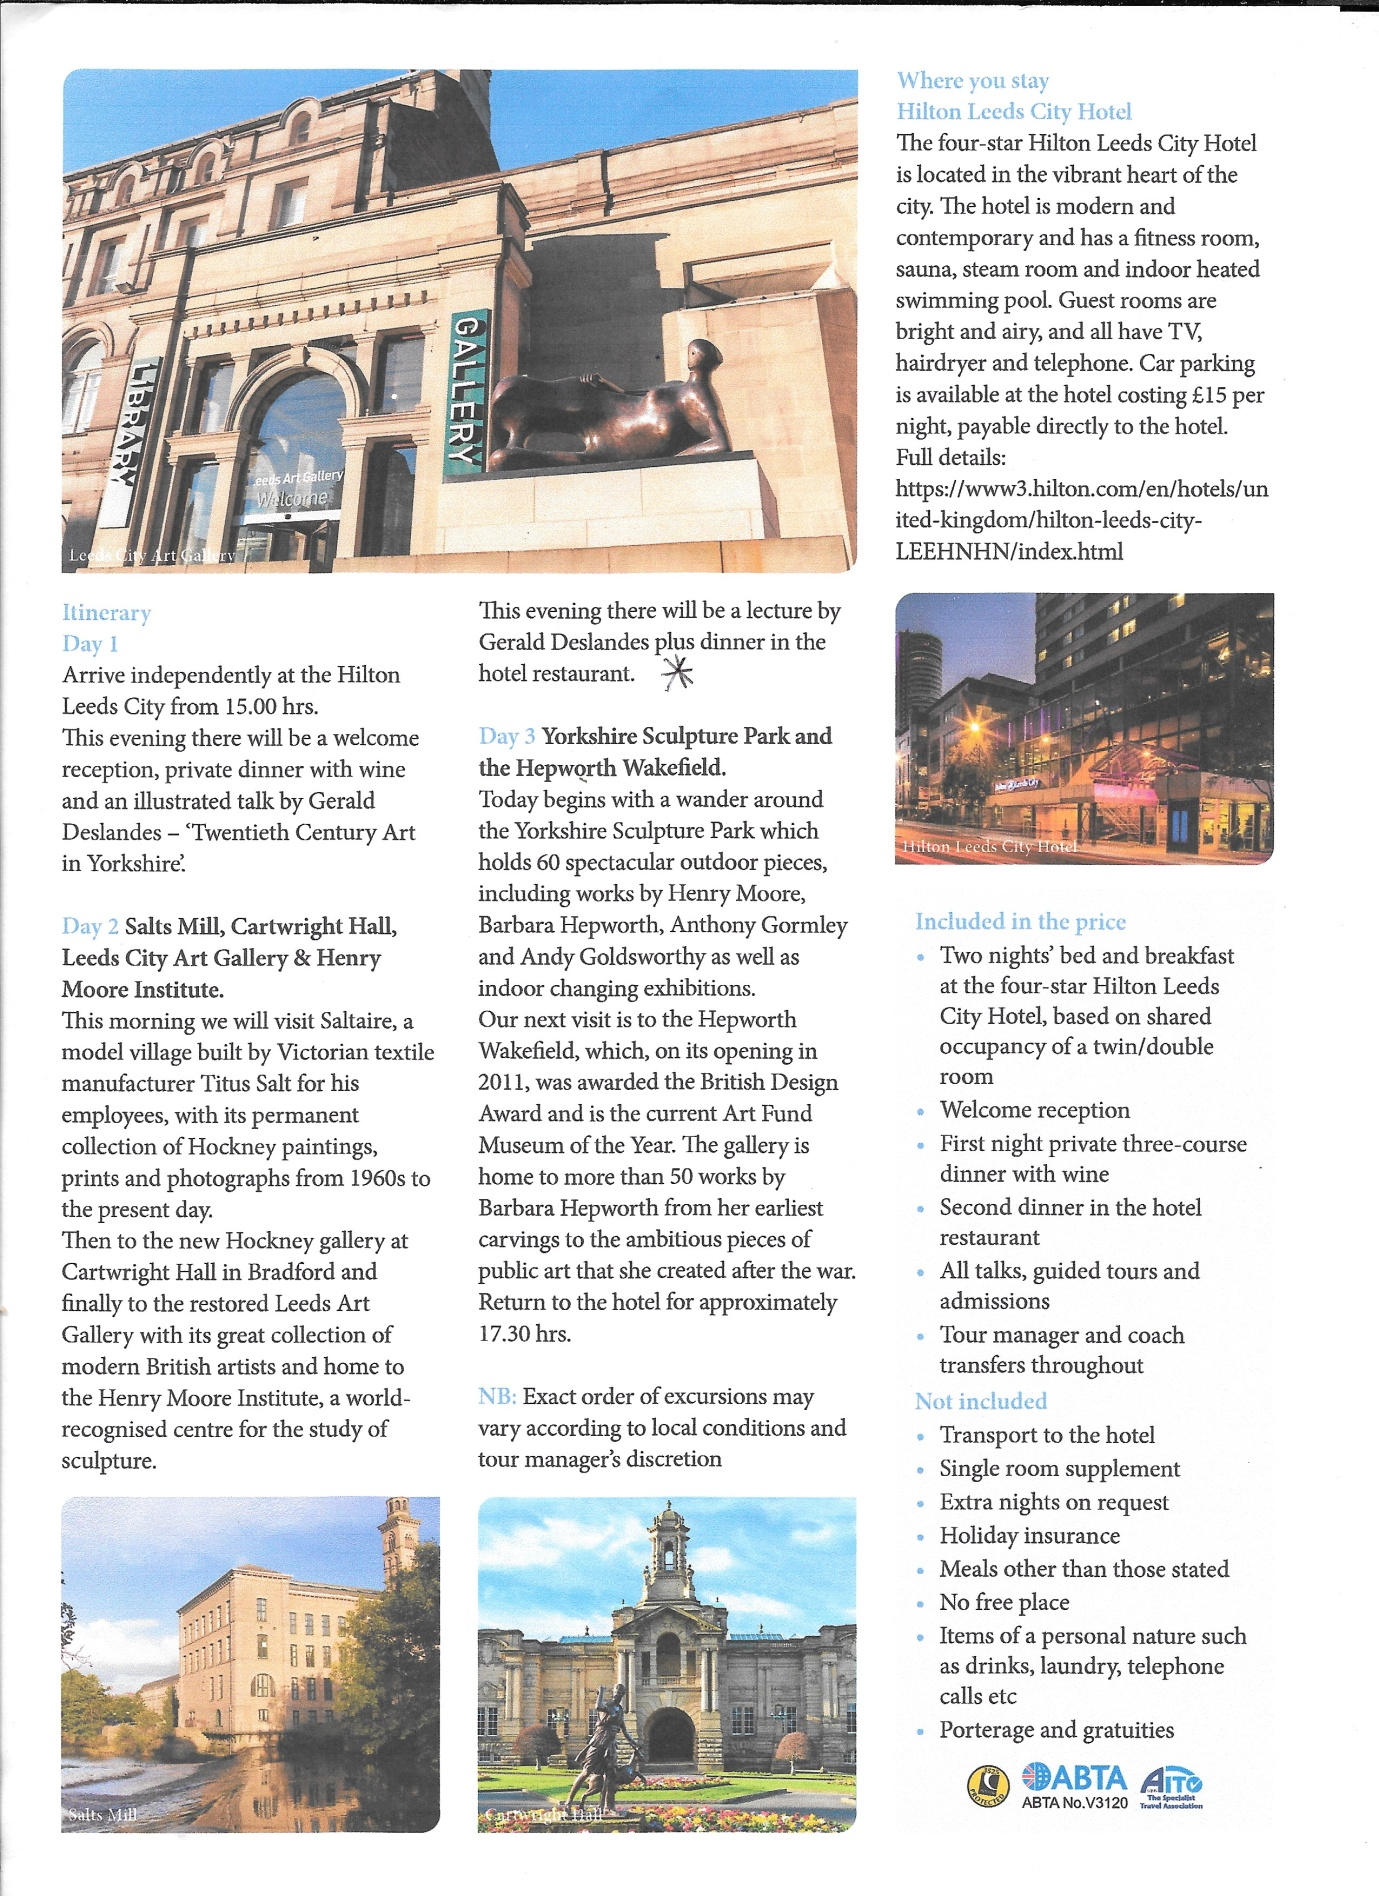 LIBRARY
GALLERY
Leeds Art Gallery
Welcome
Leeds City Art Gallery
Itinerary
Day 1
Arrive independently at the Hilton
Leeds City from 15.00 hrs.
This evening there will be a welcome
reception, private dinner with wine
and an illustrated talk by Gerald
Deslandes – ‘Twentieth Century Art
in Yorkshire’.
Day 2 Salts Mill, Cartwright Hall,
Leeds City Art Gallery & Henry
Moore Institute.
This morning we will visit Saltaire, a
model village built by Victorian textile
manufacturer Titus Salt for his
employees, with its permanent
collection of Hockney paintings,
prints and photographs from 1960s to
the present day.
Then to the new Hockney gallery at
Cartwright Hall in Bradford and
finally to the restored Leeds Art
Gallery with its great collection of
modern British artists and home to
the Henry Moore Institute, a world-
recognised centre for the study of
sculpture.
Salts Mill
This evening there will be a lecture by
Gerald Deslandes plus dinner in the
hotel restaurant. *
Day 3 Yorkshire Sculpture Park and
the Hepworth Wakefield.
Today begins with a wander around
the Yorkshire Sculpture Park which
holds 60 spectacular outdoor pieces,
including works by Henry Moore,
Barbara Hepworth, Anthony Gormley
and Andy Goldsworthy as well as
indoor changing exhibitions.
Our next visit is to the Hepworth
Wakefield, which, on its opening in
2011, was awarded the British Design
Award and is the current Art Fund
Museum of the Year. The gallery is
home to more than 50 works by
Barbara Hepworth from her earliest
carvings to the ambitious pieces of
public art that she created after the war.
Return to the hotel for approximately
17.30 hrs.
NB: Exact order of excursions may
vary according to local conditions and
tour manager’s discretion
Cartwright Hall
Where you stay
Hilton Leeds City Hotel
The four-star Hilton Leeds City Hotel
is located in the vibrant heart of the
city. The hotel is modern and
contemporary and has a fitness room,
sauna, steam room and indoor heated
swimming pool. Guest rooms are
bright and airy, and all have TV,
hairdryer and telephone. Car parking
is available at the hotel costing £15 per
night, payable directly to the hotel.
Full details:
https://www3.hilton.com/en/hotels/un
ited-kingdom/hilton-leeds-city-
LEEHNHN/index.html
Hilton Leeds City Hotel
Included in the price
• Two nights’ bed and breakfast
at the four-star Hilton Leeds
City Hotel, based on shared
occupancy of a twin/double
room
• Welcome reception
• First night private three-course
dinner with wine
• Second dinner in the hotel
restaurant
• All talks, guided tours and
admissions
• Tour manager and coach
transfers throughout
Not included
• Transport to the hotel
• Single room supplement
• Extra nights on request
• Holiday insurance
• Meals other than those stated
• No free place
• Items of a personal nature such
as drinks, laundry, telephone
calls etc
• Porterage and gratuities
PROTECTED
ABTA
ABTA No.V3120
AiTO
The Specialist
Travel Association